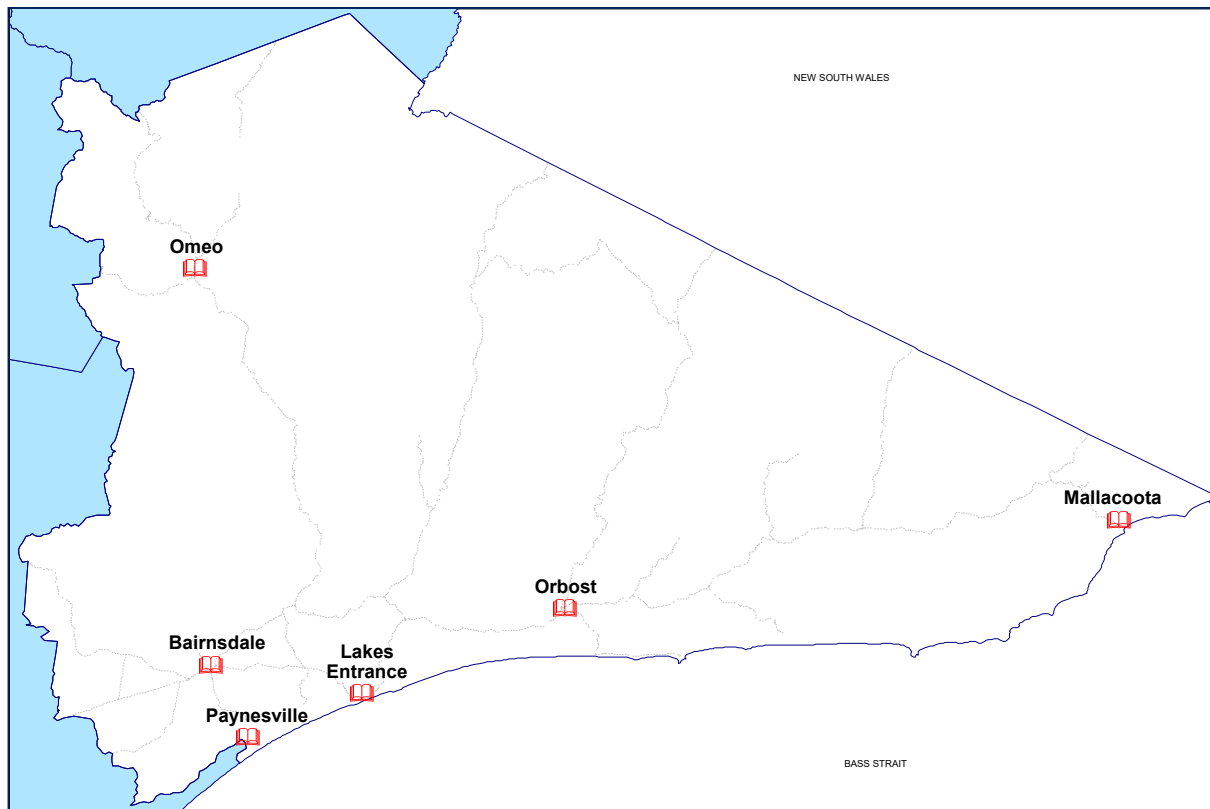 NEW SOUTH WALES
Omeo
Mallacoota
Orbost
Bairnsdale
Lakes
Entrance
Paynesville
BASS STRAIT